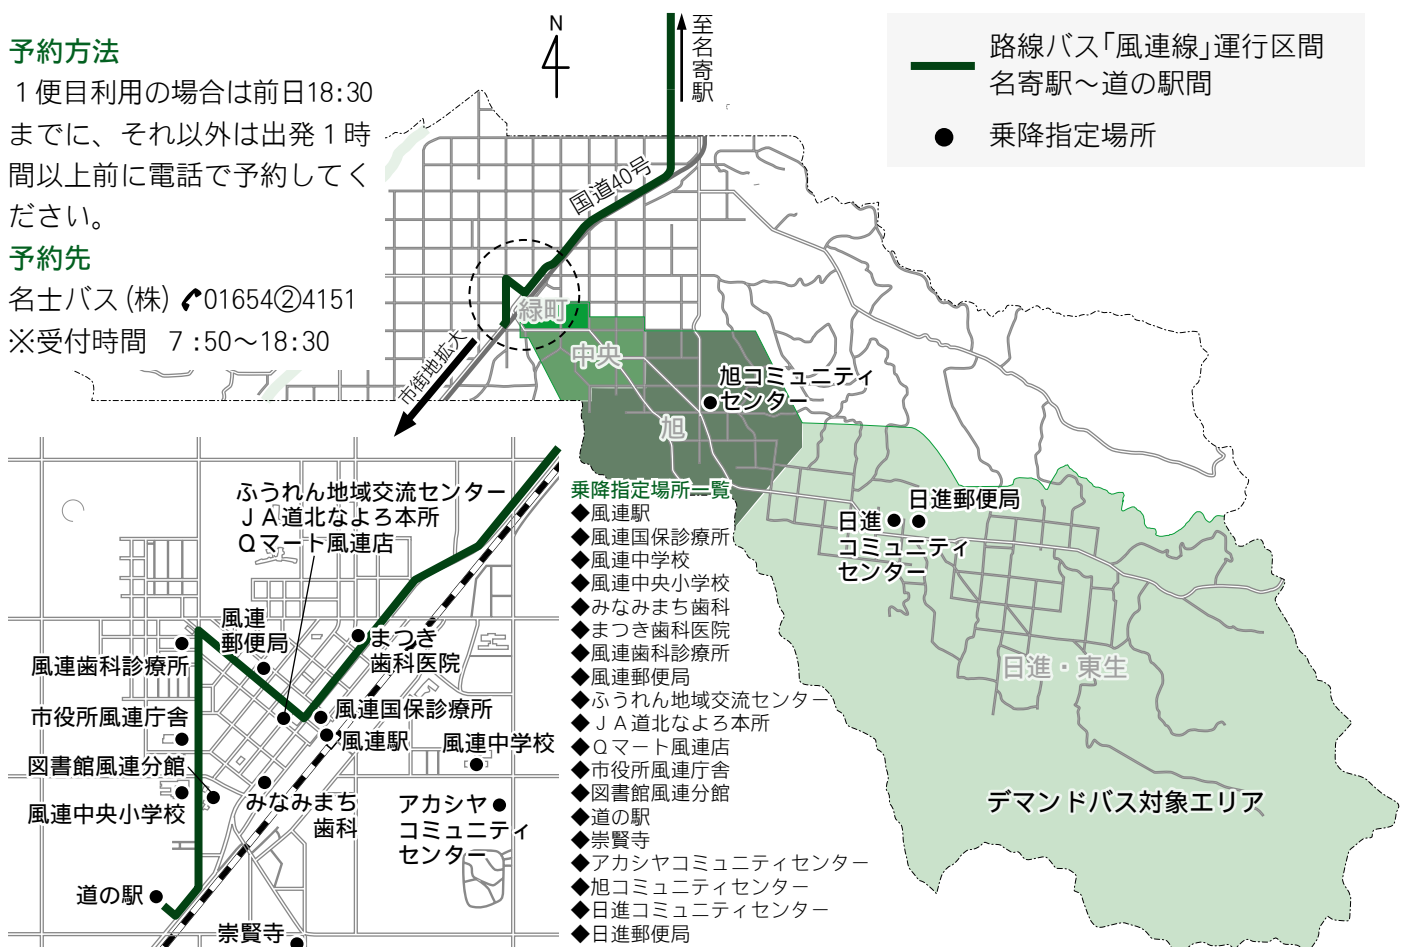 予約方法
１便目利用の場合は前日18:30
までに、それ以外は出発１時
間以上前に電話で予約してく
ださい。
予約先
名士バス(株) 01654②4151
※受付時間　７:50～18:30
N
至名寄駅
路線バス「風連線」運行区間
名寄駅～道の駅間
乗降指定場所
国道40号
緑町
中央
市街地拡大
旭コミュニティ
センター
旭
日進郵便局
日進
コミュニティ
センター
日進・東生
デマンドバス対象エリア
ふうれん地域交流センター
ＪＡ道北なよろ本所
Ｑマート風連店
風連
郵便局
まつき
歯科医院
風連歯科診療所
風連国保診療所
市役所風連庁舎
風連駅
風連中学校
図書館風連分館
みなみまち
歯科
風連中央小学校
アカシヤ
コミュニティ
センター
道の駅
崇賢寺
乗降指定場所一覧
◆風連駅
◆風連国保診療所
◆風連中学校
◆風連中央小学校
◆みなみまち歯科
◆まつき歯科医院
◆風連歯科診療所
◆風連郵便局
◆ふうれん地域交流センター
◆ＪＡ道北なよろ本所
◆Ｑマート風連店
◆市役所風連庁舎
◆図書館風連分館
◆道の駅
◆崇賢寺
◆アカシヤコミュニティセンター
◆旭コミュニティセンター
◆日進コミュニティセンター
◆日進郵便局